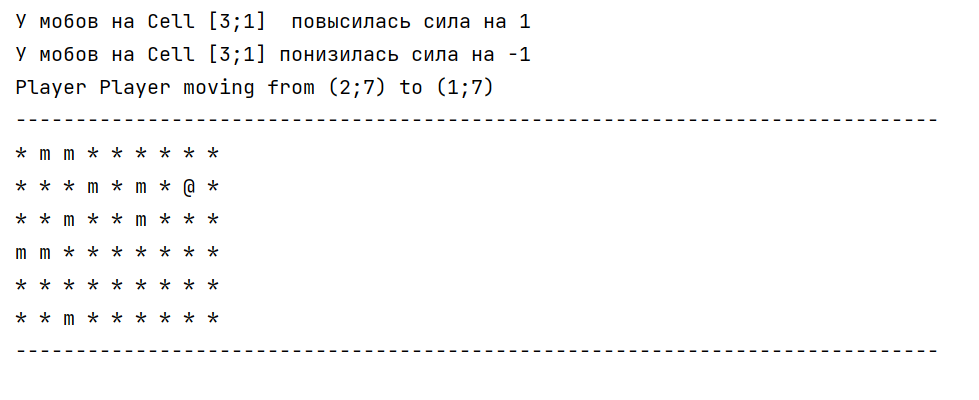 У мобов на Cell [3;1]  повысилась сила на 1
У мобов на Cell [3;1] понизилась сила на -1
Player Player moving from (2;7) to (1;7)
-----------------------------------------------------------------------------
* m m * * * * * *
* * * m * m * @ *
* * m * * m * * *
m m * * * * * * *
* * * * * * * * *
* * m * * * * * *
-----------------------------------------------------------------------------